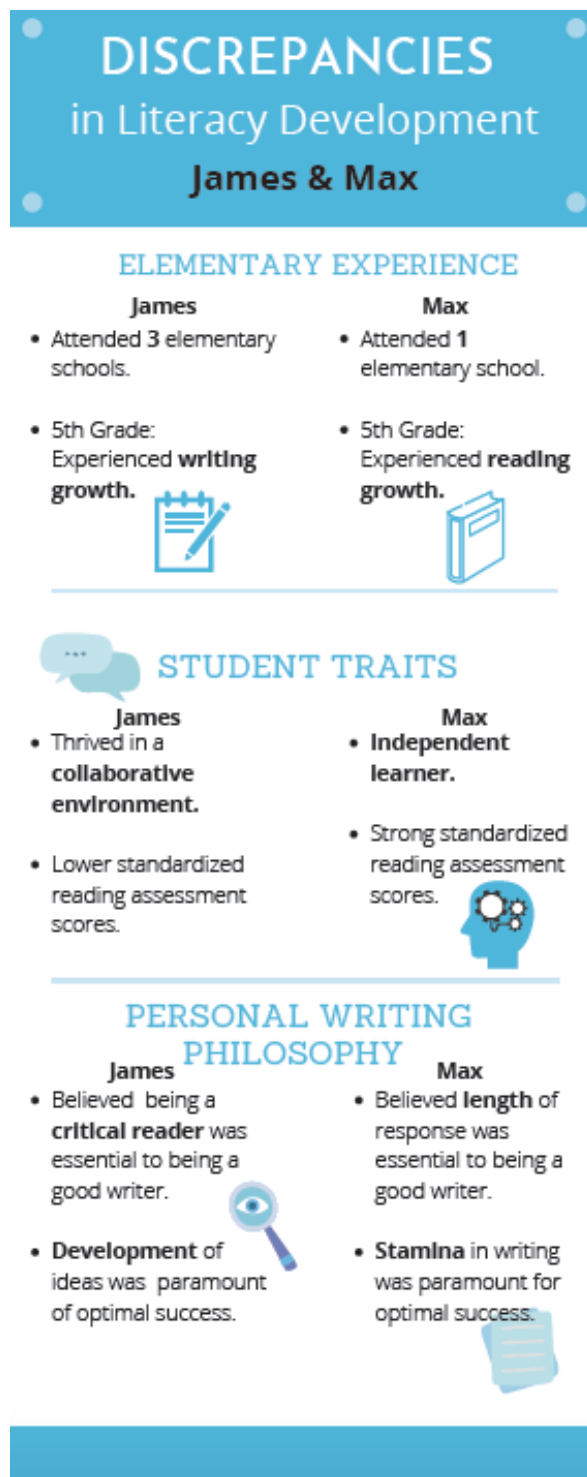 DISCREPANCIES
in Literacy Development
James & Max
ELEMENTARY EXPERIENCE
James
• Attended 3 elementary
schools.
• 5th Grade:
Experienced writing
growth.
Max
• Attended 1
elementary school.
• 5th Grade:
Experienced reading
growth.
STUDENT TRAITS
James
• Thrived in a
collaborative
environment.
• Lower standardized
reading assessment
scores.
Max
• Independent
learner.
• Strong standardized
reading assessment
scores.
PERSONAL WRITING
PHILOSOPHY
James
• Believed being a
critical reader was
essential to being a
good writer.
• Development of
ideas was paramount
of optimal success.
Max
• Believed length of
response was
essential to being a
good writer.
• Stamina in writing
was paramount for
optimal success.